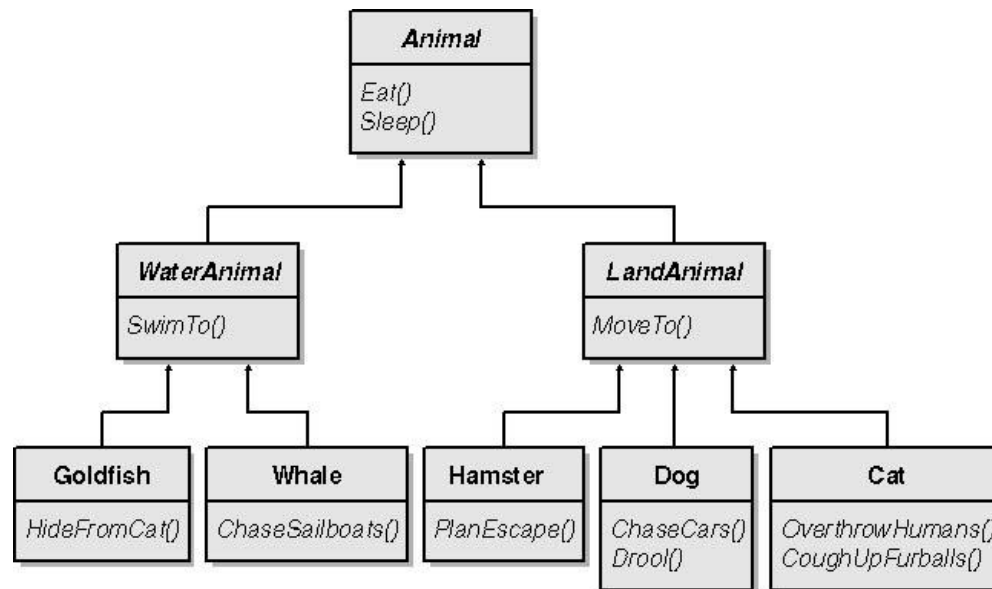 Animal
Eat()
Sleep()
WaterAnimal
SwimTo()
LandAnimal
MoveTo()
Goldfish
HideFromCat()
Whale
ChaseSailboats()
Hamster
PlanEscape()
Dog
ChaseCars()
Drool()
Cat
OverthrowHumans()
CoughUpFurballs()